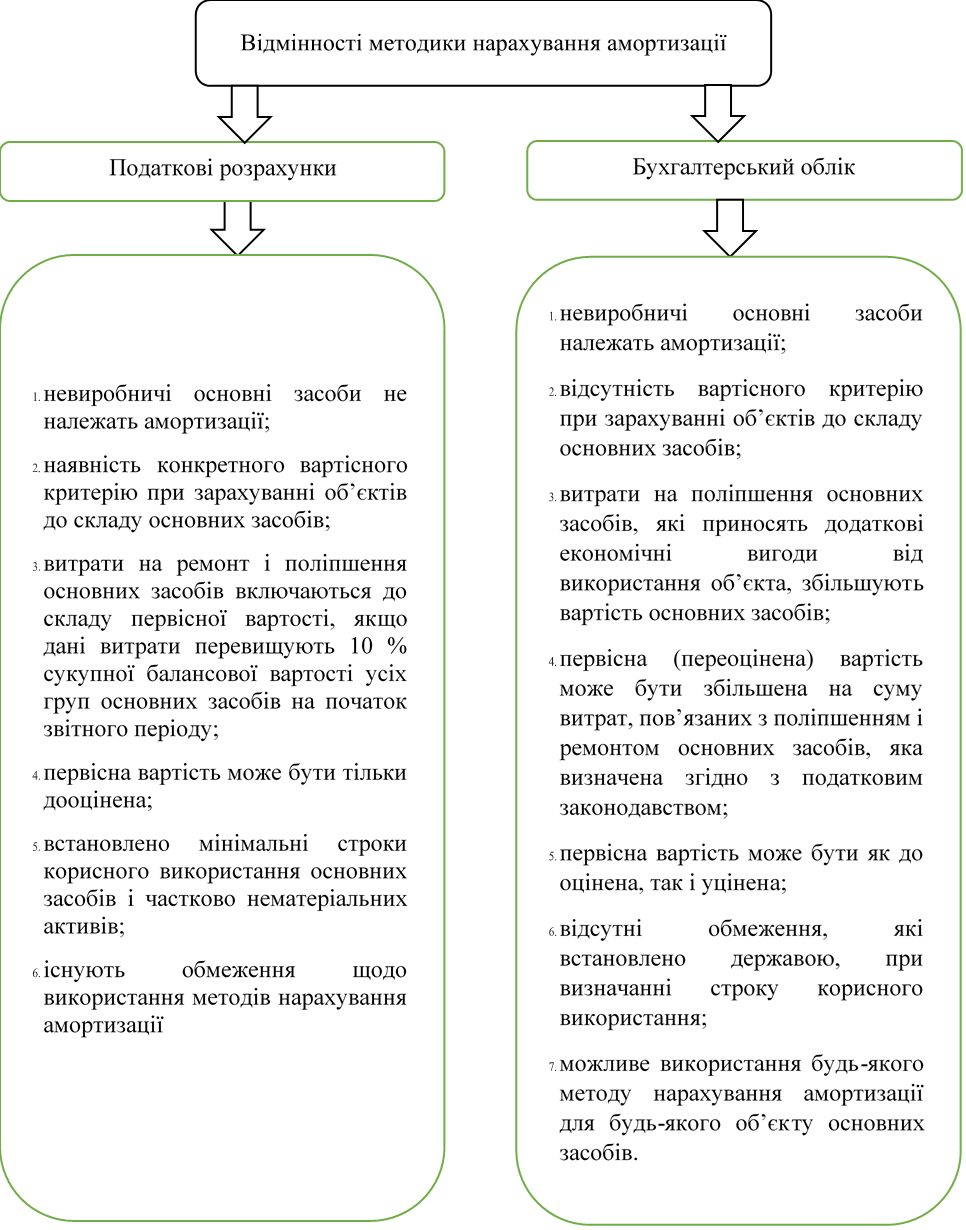 Відмінності методики нарахування амортизації
Податкові розрахунки
Бухгалтерський облік
1. невиробничі основні засоби не
належать амортизації;
2. наявність конкретного вартісного
критерію при зарахуванні об’єктів
до складу основних засобів;
3. витрати на ремонт і поліпшення
основних засобів включаються до
складу первісної вартості, якщо
дані витрати перевищують 10 %
сукупної балансової вартості усіх
груп основних засобів на початок
звітного періоду;
4. первісна вартість може бути тільки
дооцінена;
5. встановлено мінімальні строки
корисного використання основних
засобів і частково нематеріальних
активів;
6. існують обмеження щодо
використання методів нарахування
амортизації
1. невиробничі основні засоби
належать амортизації;
2. відсутність вартісного критерію
при зарахуванні об’єктів до складу
основних засобів;
3. витрати на поліпшення основних
засобів, які приносять додаткові
економічні вигоди від
використання об’єкта, збільшують
вартість основних засобів;
4. первісна (переоцінена) вартість
може бути збільшена на суму
витрат, пов’язаних з поліпшенням і
ремонтом основних засобів, яка
визначена згідно з податковим
законодавством;
5. первісна вартість може бути як до
оцінена, так і уцінена;
6. відсутні обмеження, які
встановлено державою, при
визначанні строку корисного
використання;
7. можливе використання будь-якого
методу нарахування амортизації
для будь-якого об’єкту основних
засобів.